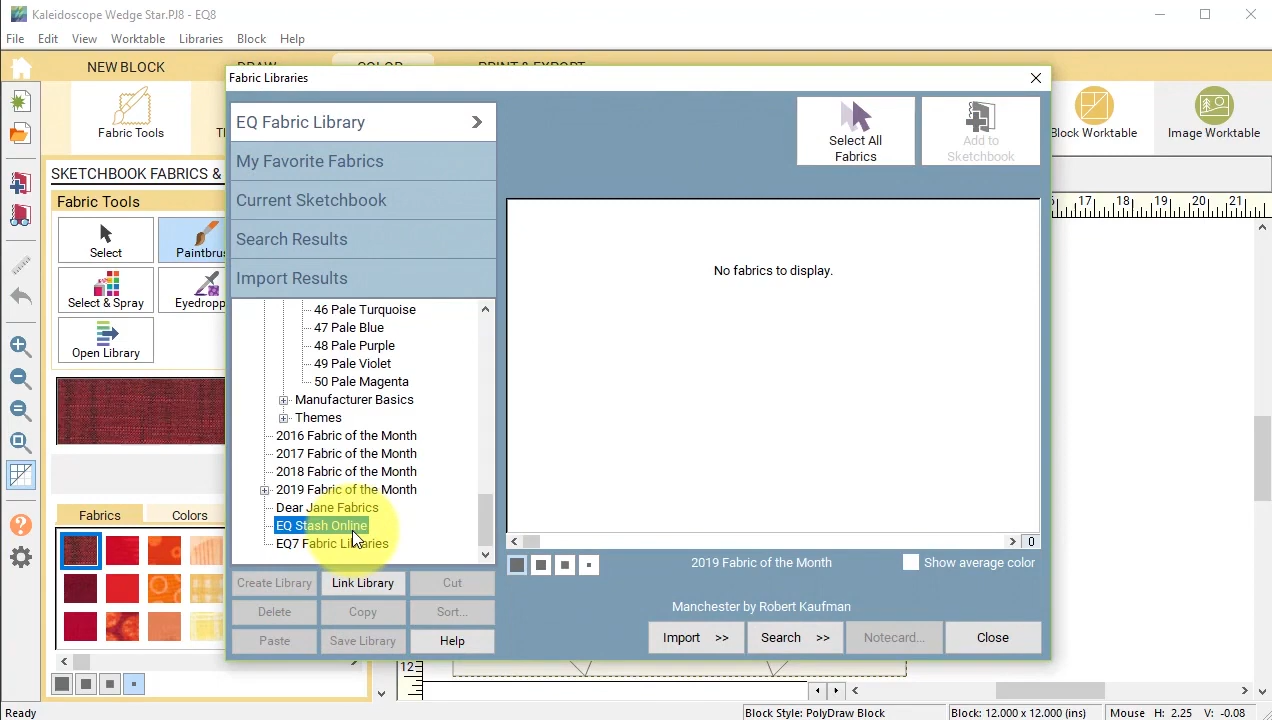 Kaleidoscope Wedge Star.PJ8 - EQ8
File Edit View Worktable Libraries Block Help
NEW BLOCK DRAW COLOR PRINT & EXPORT
Fabric Libraries
Fabric Tools
Block Worktable
Image Worktable
EQ Fabric Library
My Favorite Fabrics
Current Sketchbook
Search Results
Import Results
Select All
Fabrics
Add to
Sketchbook
SKETCHBOOK FABRICS &
Fabric Tools
Select
Select & Spray
Open Library
17 18 19 20 21
No fabrics to display.
46 Pale Turquoise
47 Pale Blue
48 Pale Purple
49 Pale Violet
50 Pale Magenta
Manufacturer Basics
Themes
2016 Fabric of the Month
2017 Fabric of the Month
2018 Fabric of the Month
2019 Fabric of the Month
Dear Jane Fabrics
EQ Stash Online
EQ7 Fabric Libraries
Fabrics Colors
0
2019 Fabric of the Month
Show average color
Manchester by Robert Kaufman
Create Library Link Library Cut
Delete Copy Sort...
Paste Save Library Help
Import >> Search >> Notecard... Close
12
Ready
Block Style: PolyDraw Block
Block: 12.000 x 12.000 (ins)
Mouse H: 2.25 V: -0.08